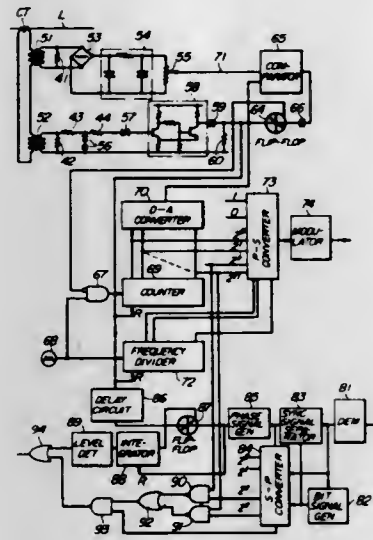 CT L 54
51 53 55 71 65
COMPARATOR
41 58 59 64 66
52 43 44 57
FLIP-FLOP
42 56 60
70 73
D-A CONVERTER
74
P-S CONVERTER
MODULATOR
67
COUNTER 69
R
68
FREQUENCY DIVIDER
R 72
DELAY CIRCUIT 86
87 85 83 81
94 89
LEVEL DET
INTEGRATOR
FLIP-FLOP
PHASE SIGNAL GEN
SYNC SIGNAL
DEM
88 R 90
84
S-P CONVERTER
BIT SIGNAL GEN 82
93 92 91